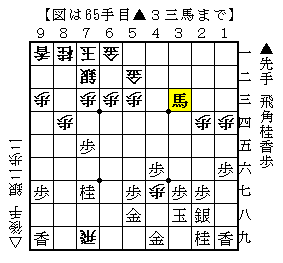 【図は65手目▲３三馬まで】
9 8 7 6 5 4 3 2 1
香 桂 王 金 一
銀 金 二
歩 歩 歩 歩 馬 三
歩 歩 歩 四
歩 五
歩 歩 六
歩 桂 歩 歩 歩 歩 七
金 玉 銀 八
香 飛 金 桂 香 九
▲先手 飛角桂香歩
△後手 銀二歩二